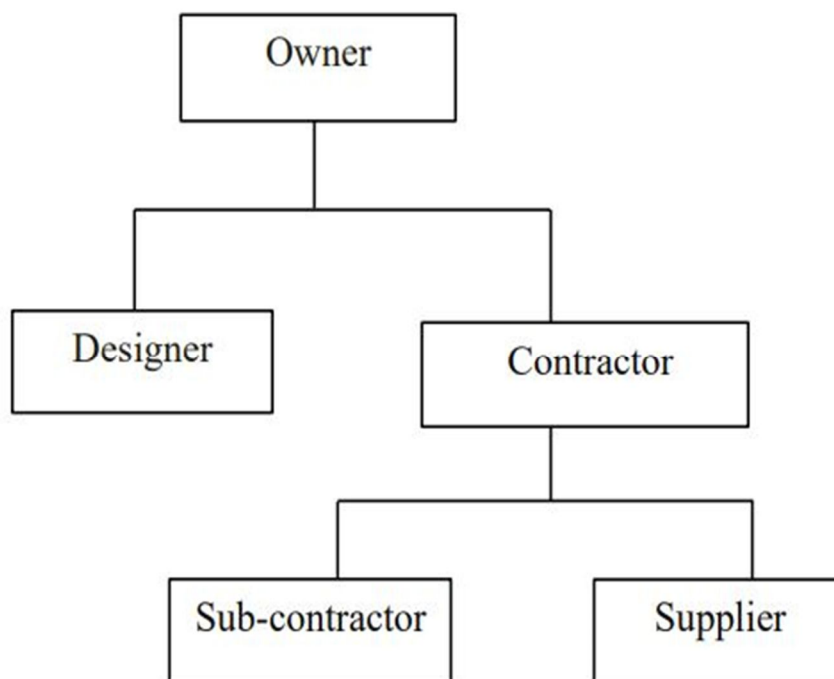 Owner
Designer
Contractor
Sub-contractor
Supplier